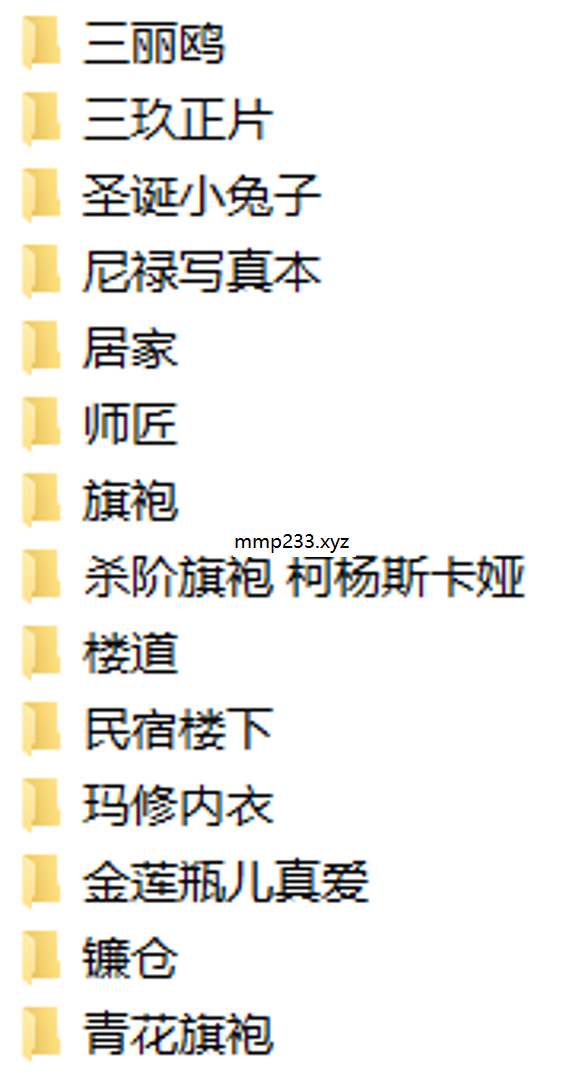 三丽鸥
三玖正片
圣诞小兔子
尼禄写真本
居家
师匠
旗袍
mmp233.xyz
杀阶旗袍 柯杨斯卡娅
楼道
民宿楼下
玛修内衣
金莲瓶儿真爱
镰仓
青花旗袍